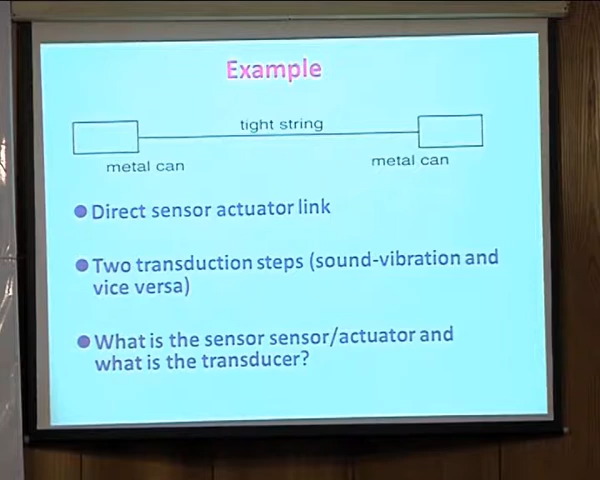 Example
tight string
metal can
metal can
Direct sensor actuator link
Two transduction steps (sound-vibration and
vice versa)
What is the sensor sensor/actuator and
what is the transducer?